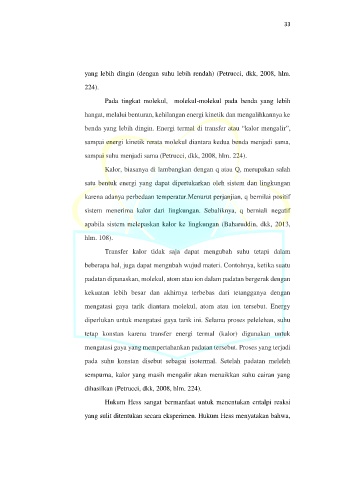 33
yang lebih dingin (dengan suhu lebih rendah) (Petrucci, dkk, 2008, hlm.
224).
Pada tingkat molekul, molekul-molekul pada benda yang lebih
hangat, melalui benturan, kehilangan energi kinetik dan mengalihkannya ke
benda yang lebih dingin. Energi termal di transfer atau “kalor mengalir”,
sampai energi kinetik rerata molekul diantara kedua benda menjadi sama,
sampai suhu menjadi sama (Petrucci, dkk, 2008, hlm. 224).
Kalor, biasanya di lambangkan dengan q atau Q, merupakan salah
satu bentuk energi yang dapat dipertukarkan oleh sistem dan lingkungan
karena adanya perbedaan temperatur.Menurut perjanjian, q bernilai positif
sistem menerima kalor dari lingkungan. Sebaliknya, q bernialí negatif
apabila sistem melepaskan kalor ke lingkungan (Baharuddin, dkk, 2013,
hlm. 108).
Transfer kalor tidak saja dapat mengubah suhu tetapi dalam
beberapa hal, juga dapat mengubah wujud materi. Contohnya, ketika suatu
padatan dipanaskan, molekul, atom atau ion dalam padatan bergerak dengan
kekuatan lebih besar dan akhirnya terbebas dari tetangganya dengan
mengatasi gaya tarik diantara molekul, atom atau ion tersebut. Energy
diperlukan untuk mengatasi gaya tarik ini. Selama proses pelelehan, suhu
tetap konstan karena transfer energi termal (kalor) digunakan untuk
mengatasi gaya yang mempertahankan padatan tersebut. Proses yang terjadi
pada suhu konstan disebut sebagai isotermal. Setelah padatan meleleh
sempurna, kalor yang masih mengalir akan menaikkan suhu cairan yang
dihasilkan (Petrucci, dkk, 2008, hlm. 224).
Hukum Hess sangat bermanfaat untuk menentukan entalpi reaksi
yang sulit ditentukan secara eksperimen. Hukum Hess menyatakan bahwa,